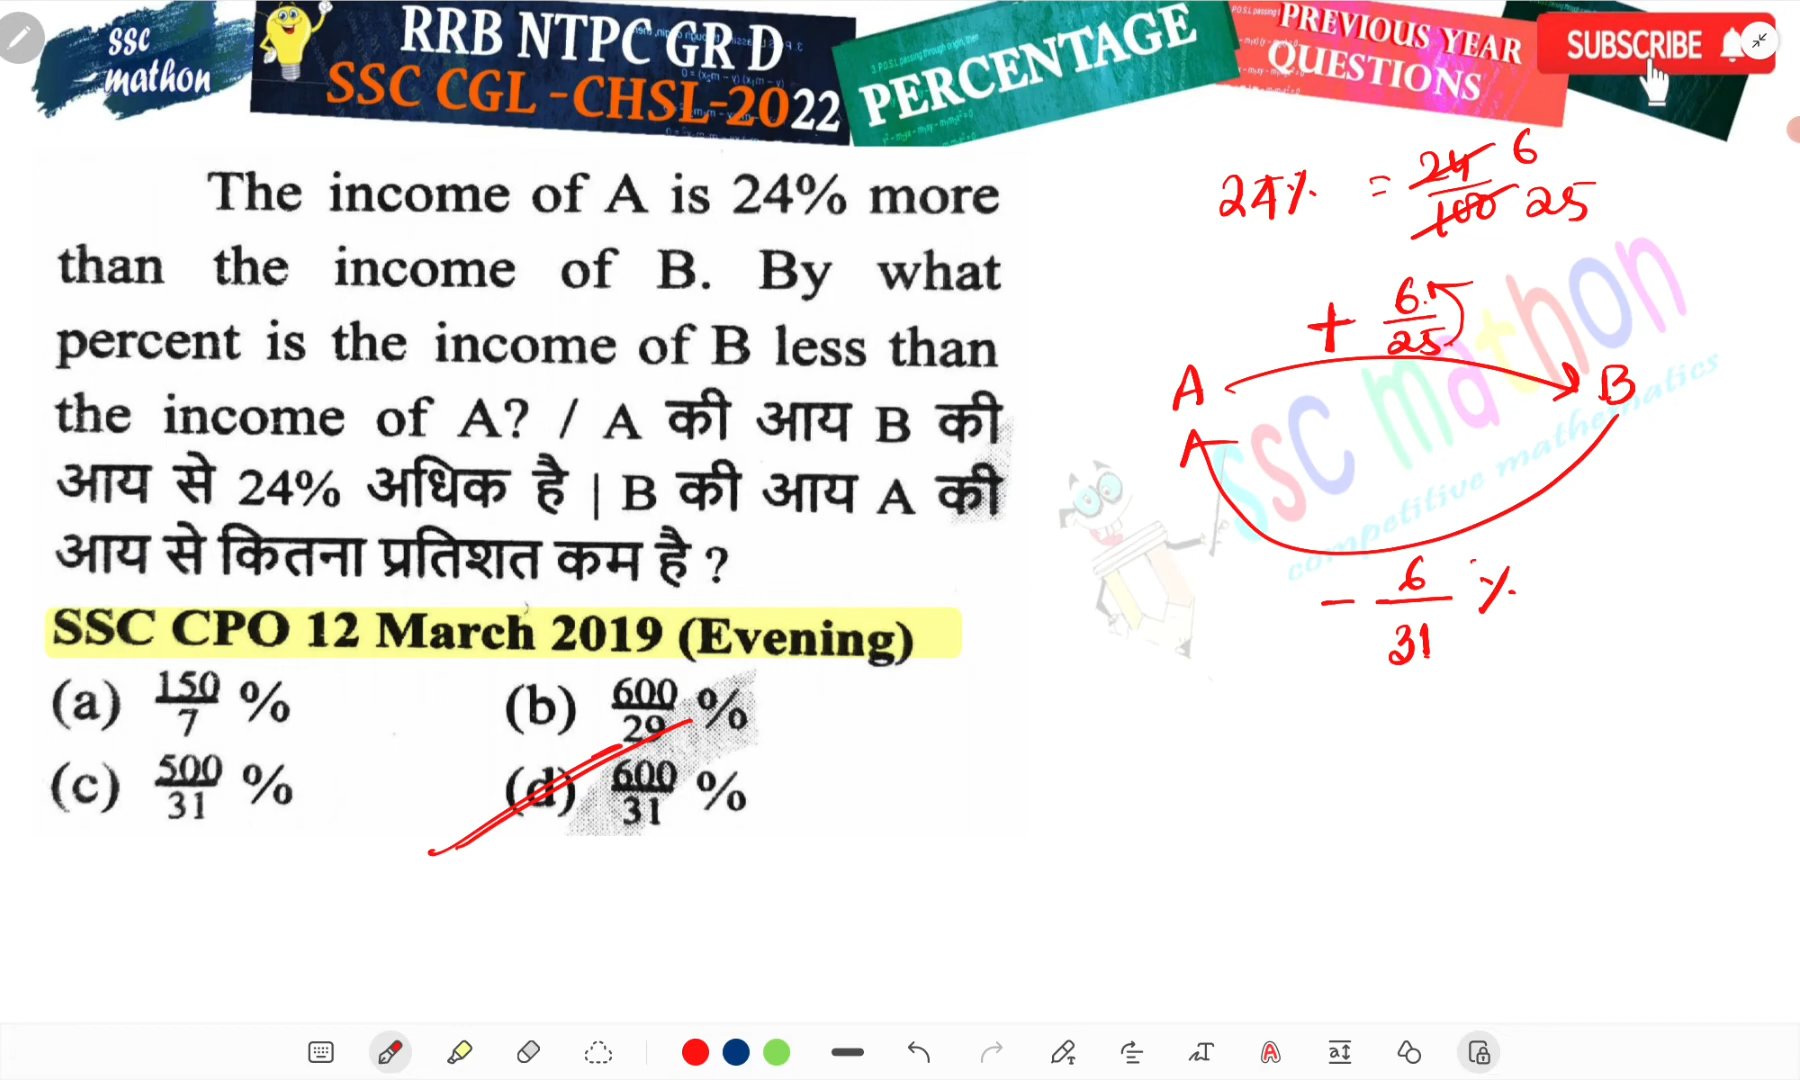 SSC
mathon
RRB NTPC GR D
SSC CGL -CHSL-2022
PERCENTAGE
PREVIOUS YEAR
QUESTIONS
SUBSCRIBE
The income of A is 24% more
than the income of B. By what
percent is the income of B less than
the income of A? / A की आय B की
आय से 24% अधिक है | B की आय A की
आय से कितना प्रतिशत कम है ?
SSC CPO 12 March 2019 (Evening)
(a) 150/7 % (b) 600/29 %
(c) 500/31 % (d) 600/31 %
24% = 24/100 6/25
+ 6/25
A B
A
- 6/31 %
SSC mathon
competitive mathematics